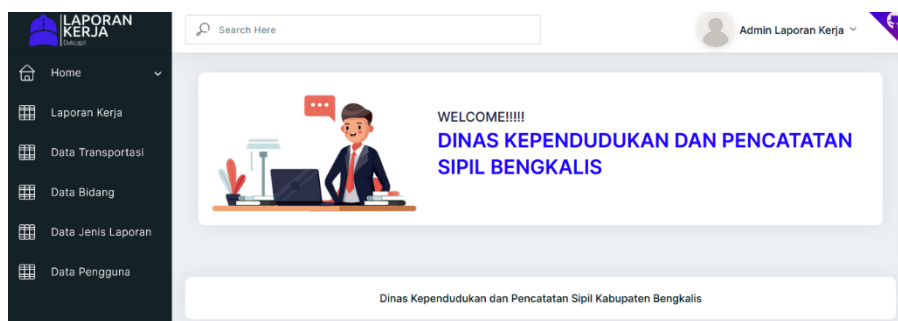 LAPORAN
KERJA
Dukcapil
Search Here
Admin Laporan Kerja
Home
Laporan Kerja
Data Transportasi
Data Bidang
Data Jenis Laporan
Data Pengguna
WELCOME!!!!!
DINAS KEPENDUDUKAN DAN PENCATATAN
SIPIL BENGKALIS
Dinas Kependudukan dan Pencatatan Sipil Kabupaten Bengkalis